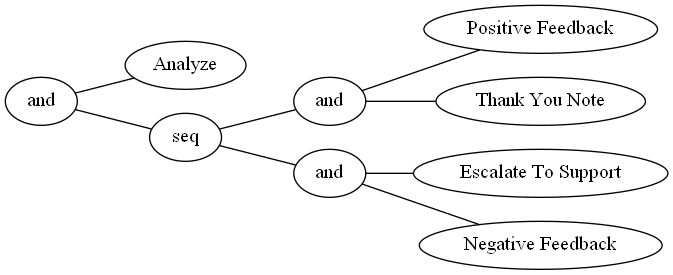 Positive Feedback
Analyze
and
and
Thank You Note
seq
and
Escalate To Support
Negative Feedback